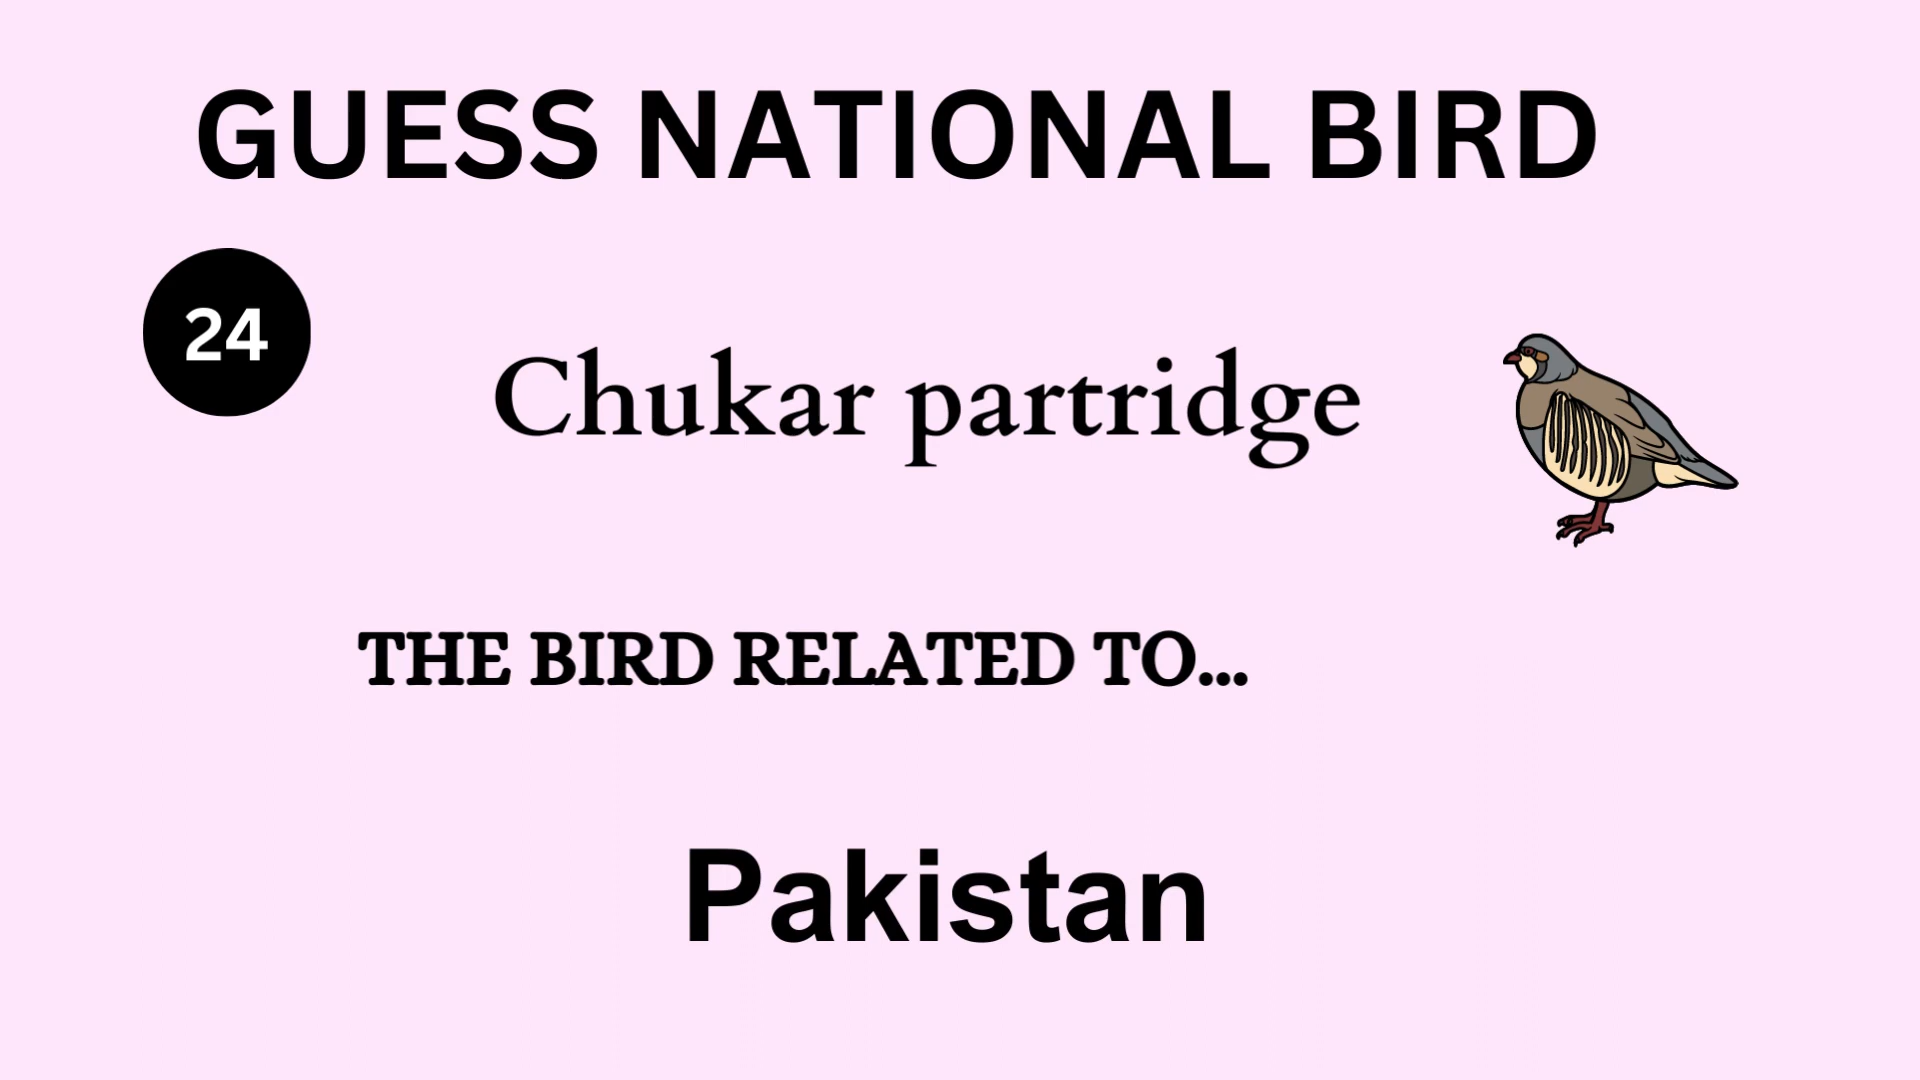 GUESS NATIONAL BIRD
24
Chukar partridge
THE BIRD RELATED TO...
Pakistan